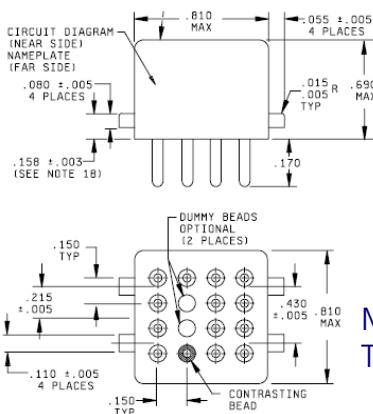 .810
MAX
.055 ±.005
4 PLACES
CIRCUIT DIAGRAM
(NEAR SIDE)
NAMEPLATE
(FAR SIDE)
.080 ±.005
4 PLACES
.015 R
.005
TYP
.690
MAX
.158 ±.003
(SEE NOTE 18)
.170
DUMMY BEADS
OPTIONAL
(2 PLACES)
.150
TYP
.215
±.005
.430
±.005
.810
MAX
.110 ±.005
4 PLACES
.150
TYP
CONTRASTING
BEAD